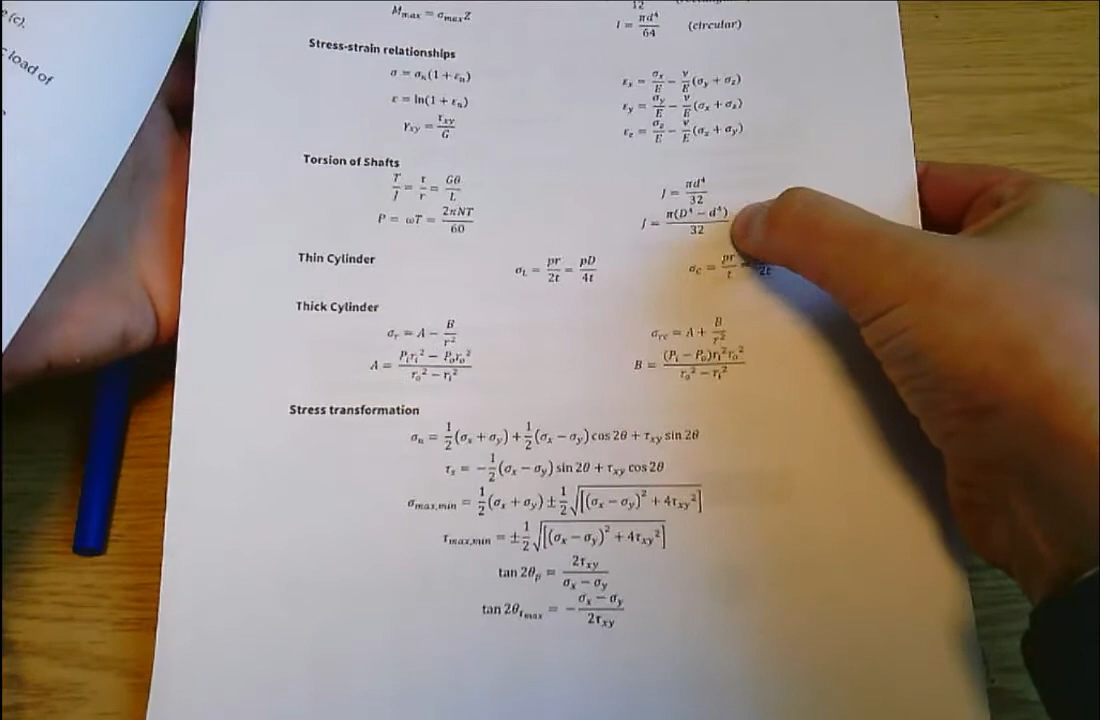 e (c).
load of
M_max = σ_max Z
12
I = πd⁴/64 (circular)
Stress-strain relationships
σ = σ_n(1 + ε_n)
ε_x = σ_x/E − ν/E (σ_y + σ_z)
ε = ln(1 + ε_n)
ε_y = σ_y/E − ν/E (σ_x + σ_z)
γ_xy = τ_xy/G
ε_z = σ_z/E − ν/E (σ_x + σ_y)
Torsion of Shafts
T/J = τ/r = Gθ/L
J = πd⁴/32
P = ωT = 2πNT/60
J = π(D⁴ − d⁴)/32
Thin Cylinder
σ_L = pr/2t = pD/4t
σ_c = pr/t = /2t
Thick Cylinder
σ_r = A − B/r²
σ_rc = A + B/r²
A = (P_i r_i² − P_o r_o²)/(r_o² − r_i²)
B = (P_i − P_o)r_i² r_o²/(r_o² − r_i²)
Stress transformation
σ_n = 1/2 (σ_x + σ_y) + 1/2 (σ_x − σ_y) cos 2θ + τ_xy sin 2θ
τ_s = −1/2 (σ_x − σ_y) sin 2θ + τ_xy cos 2θ
σ_max,min = 1/2 (σ_x + σ_y) ± 1/2 √[(σ_x − σ_y)² + 4τ_xy²]
τ_max,min = ±1/2 √[(σ_x − σ_y)² + 4τ_xy²]
tan 2θ_p = 2τ_xy/(σ_x − σ_y)
tan 2θ_τmax = −(σ_x − σ_y)/2τ_xy